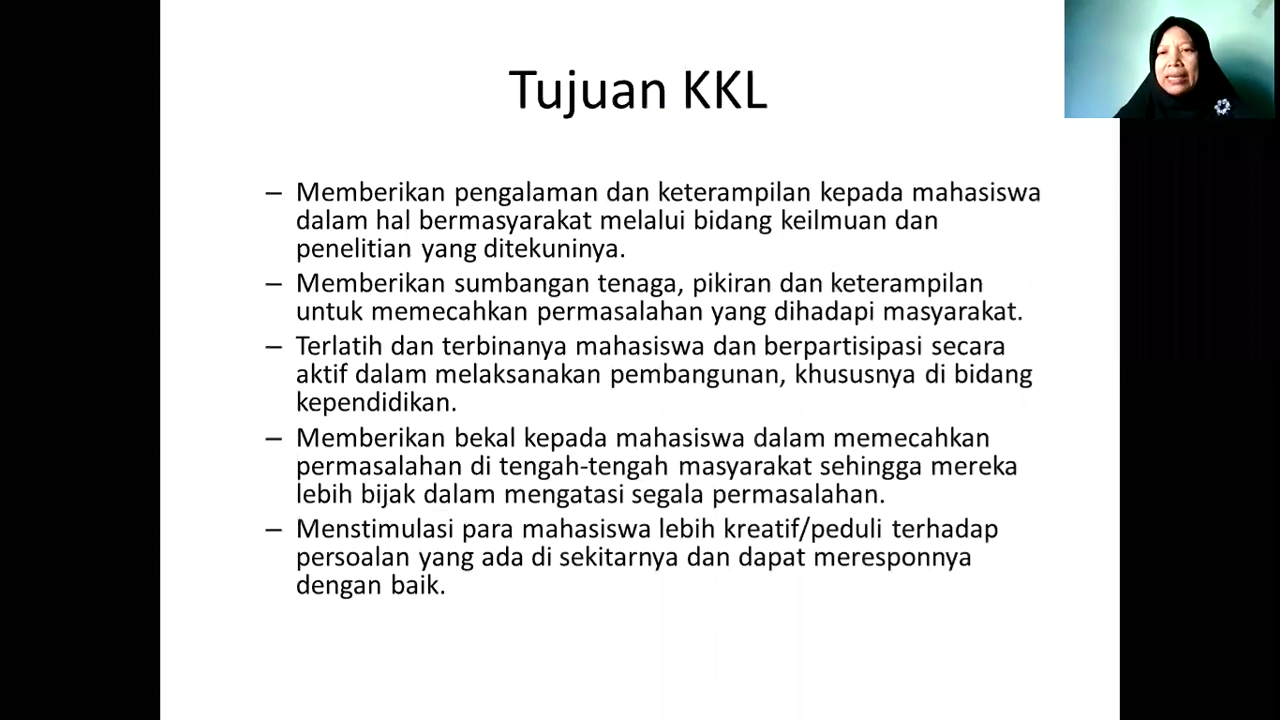 Tujuan KKL
– Memberikan pengalaman dan keterampilan kepada mahasiswa
dalam hal bermasyarakat melalui bidang keilmuan dan
penelitian yang ditekuninya.
– Memberikan sumbangan tenaga, pikiran dan keterampilan
untuk memecahkan permasalahan yang dihadapi masyarakat.
– Terlatih dan terbinanya mahasiswa dan berpartisipasi secara
aktif dalam melaksanakan pembangunan, khususnya di bidang
kependidikan.
– Memberikan bekal kepada mahasiswa dalam memecahkan
permasalahan di tengah-tengah masyarakat sehingga mereka
lebih bijak dalam mengatasi segala permasalahan.
– Menstimulasi para mahasiswa lebih kreatif/peduli terhadap
persoalan yang ada di sekitarnya dan dapat meresponnya
dengan baik.